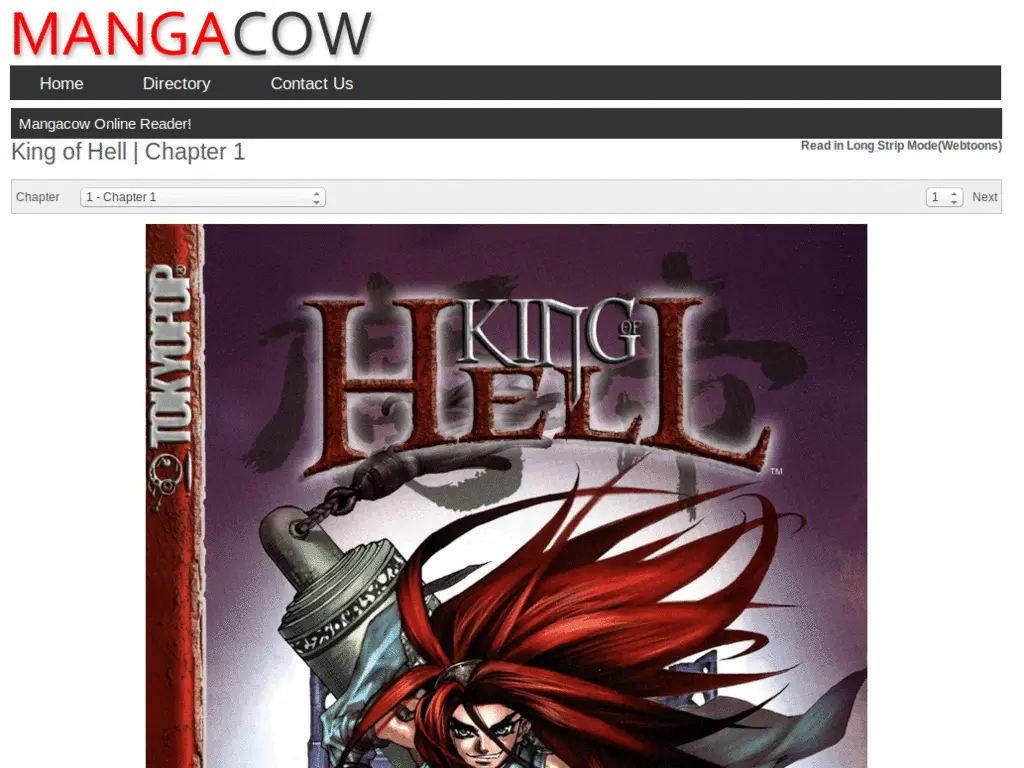 MANGACOW
Home Directory Contact Us
Mangacow Online Reader!
King of Hell | Chapter 1
Read in Long Strip Mode(Webtoons)
Chapter 1 - Chapter 1 1 Next
TOKYOPOP®
KING OF
HELL
TM